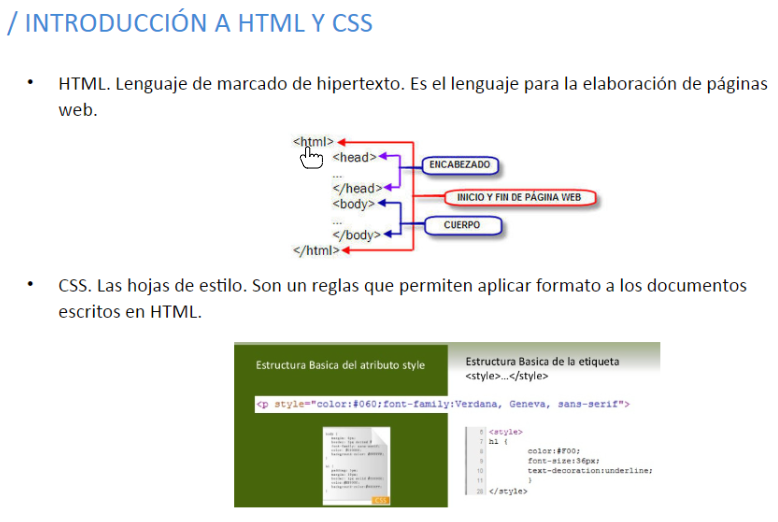 / INTRODUCCIÓN A HTML Y CSS
• HTML. Lenguaje de marcado de hipertexto. Es el lenguaje para la elaboración de páginas
web.
<html>
<head>
ENCABEZADO
...
</head>
INICIO Y FIN DE PÁGINA WEB
<body>
...
CUERPO
</body>
</html>
• CSS. Las hojas de estilo. Son un reglas que permiten aplicar formato a los documentos
escritos en HTML.
Estructura Basica del atributo style
Estructura Basica de la etiqueta
<style>...</style>
<p style="color:#060;font-family:Verdana, Geneva, sans-serif">
CSS
6 <style>
7 h1 {
8 color:#F00;
9 font-size:36px;
10 text-decoration:underline;
11 }
</style>